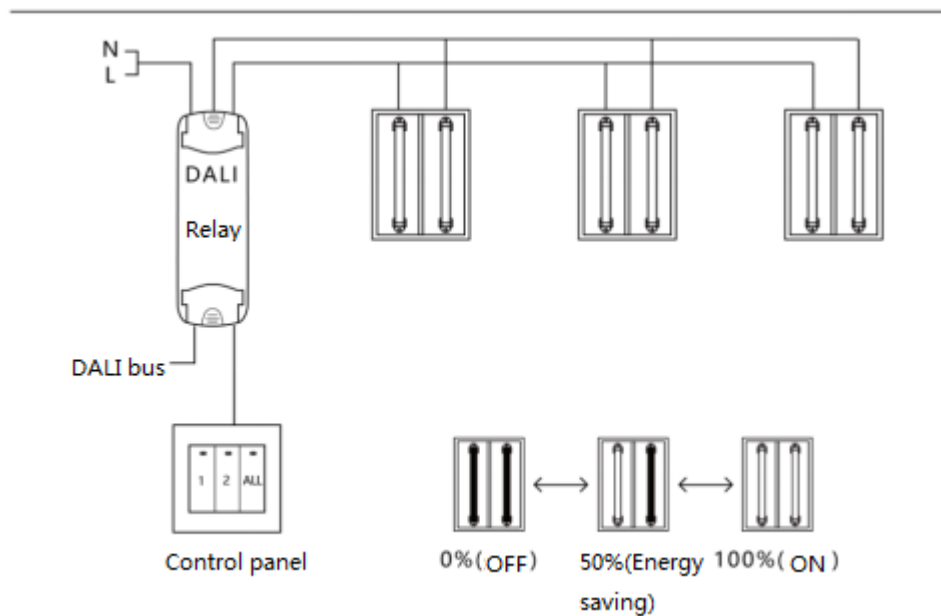 N
L
DALI
Relay
DALI bus
1 2 ALL
Control panel
0%(OFF)
50%(Energy
saving)
100%( ON )